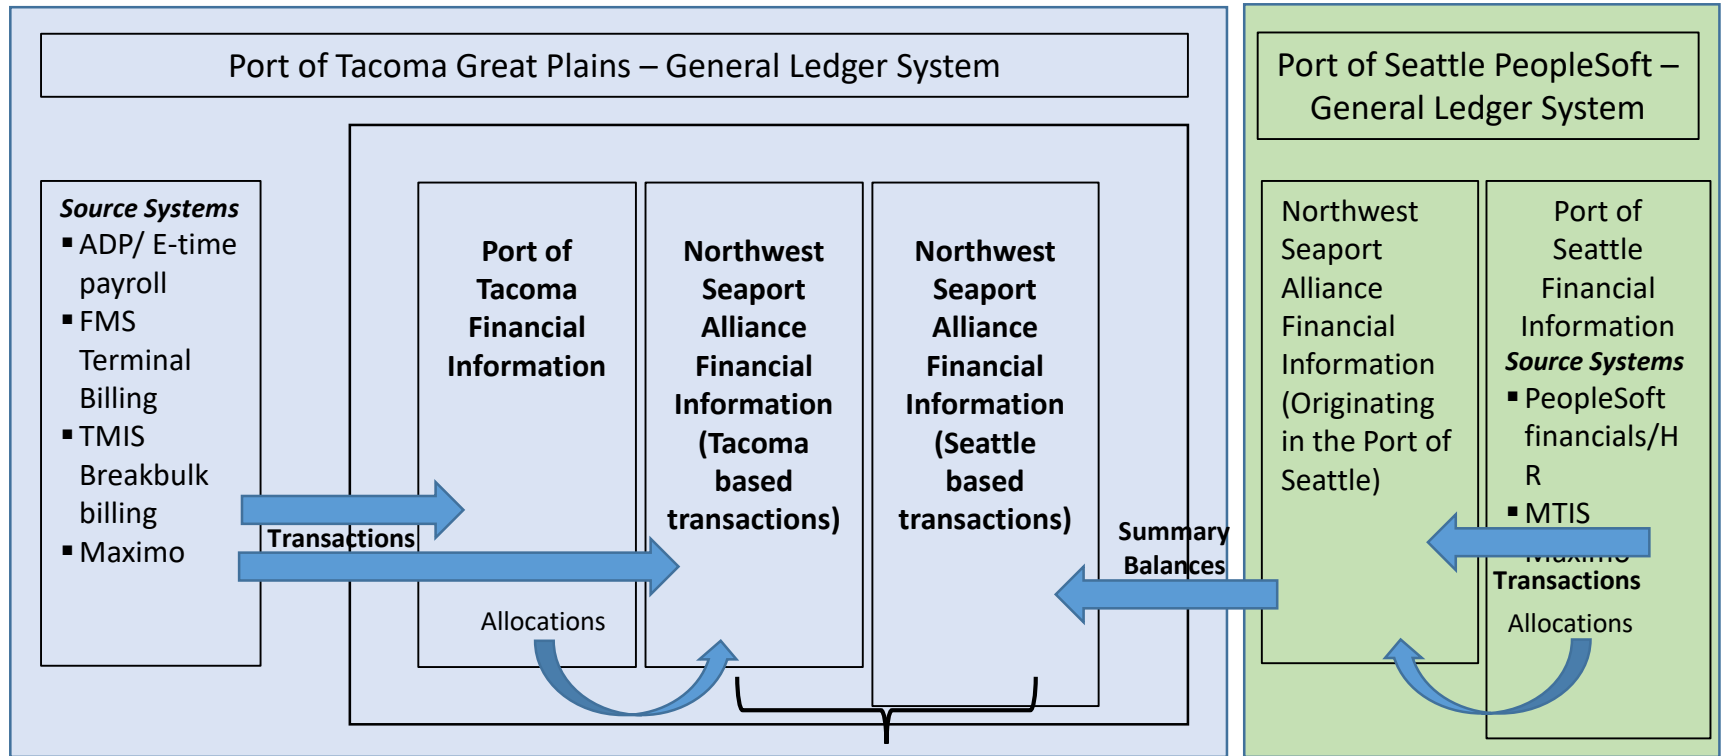 Port of Tacoma Great Plains – General Ledger System
Port of Seattle PeopleSoft –
General Ledger System
Source Systems
▪ ADP/ E-time
payroll
▪ FMS
Terminal
Billing
▪ TMIS
Breakbulk
billing
▪ Maximo
Transactions
Port of
Tacoma
Financial
Information
Allocations
Northwest
Seaport
Alliance
Financial
Information
(Tacoma
based
transactions)
Northwest
Seaport
Alliance
Financial
Information
(Seattle
based
transactions)
Summary
Balances
Northwest
Seaport
Alliance
Financial
Information
(Originating
in the Port of
Seattle)
Port of
Seattle
Financial
Information
Source Systems
▪ PeopleSoft
financials/H
R
▪ MTIS
Maximo
Transactions
Allocations